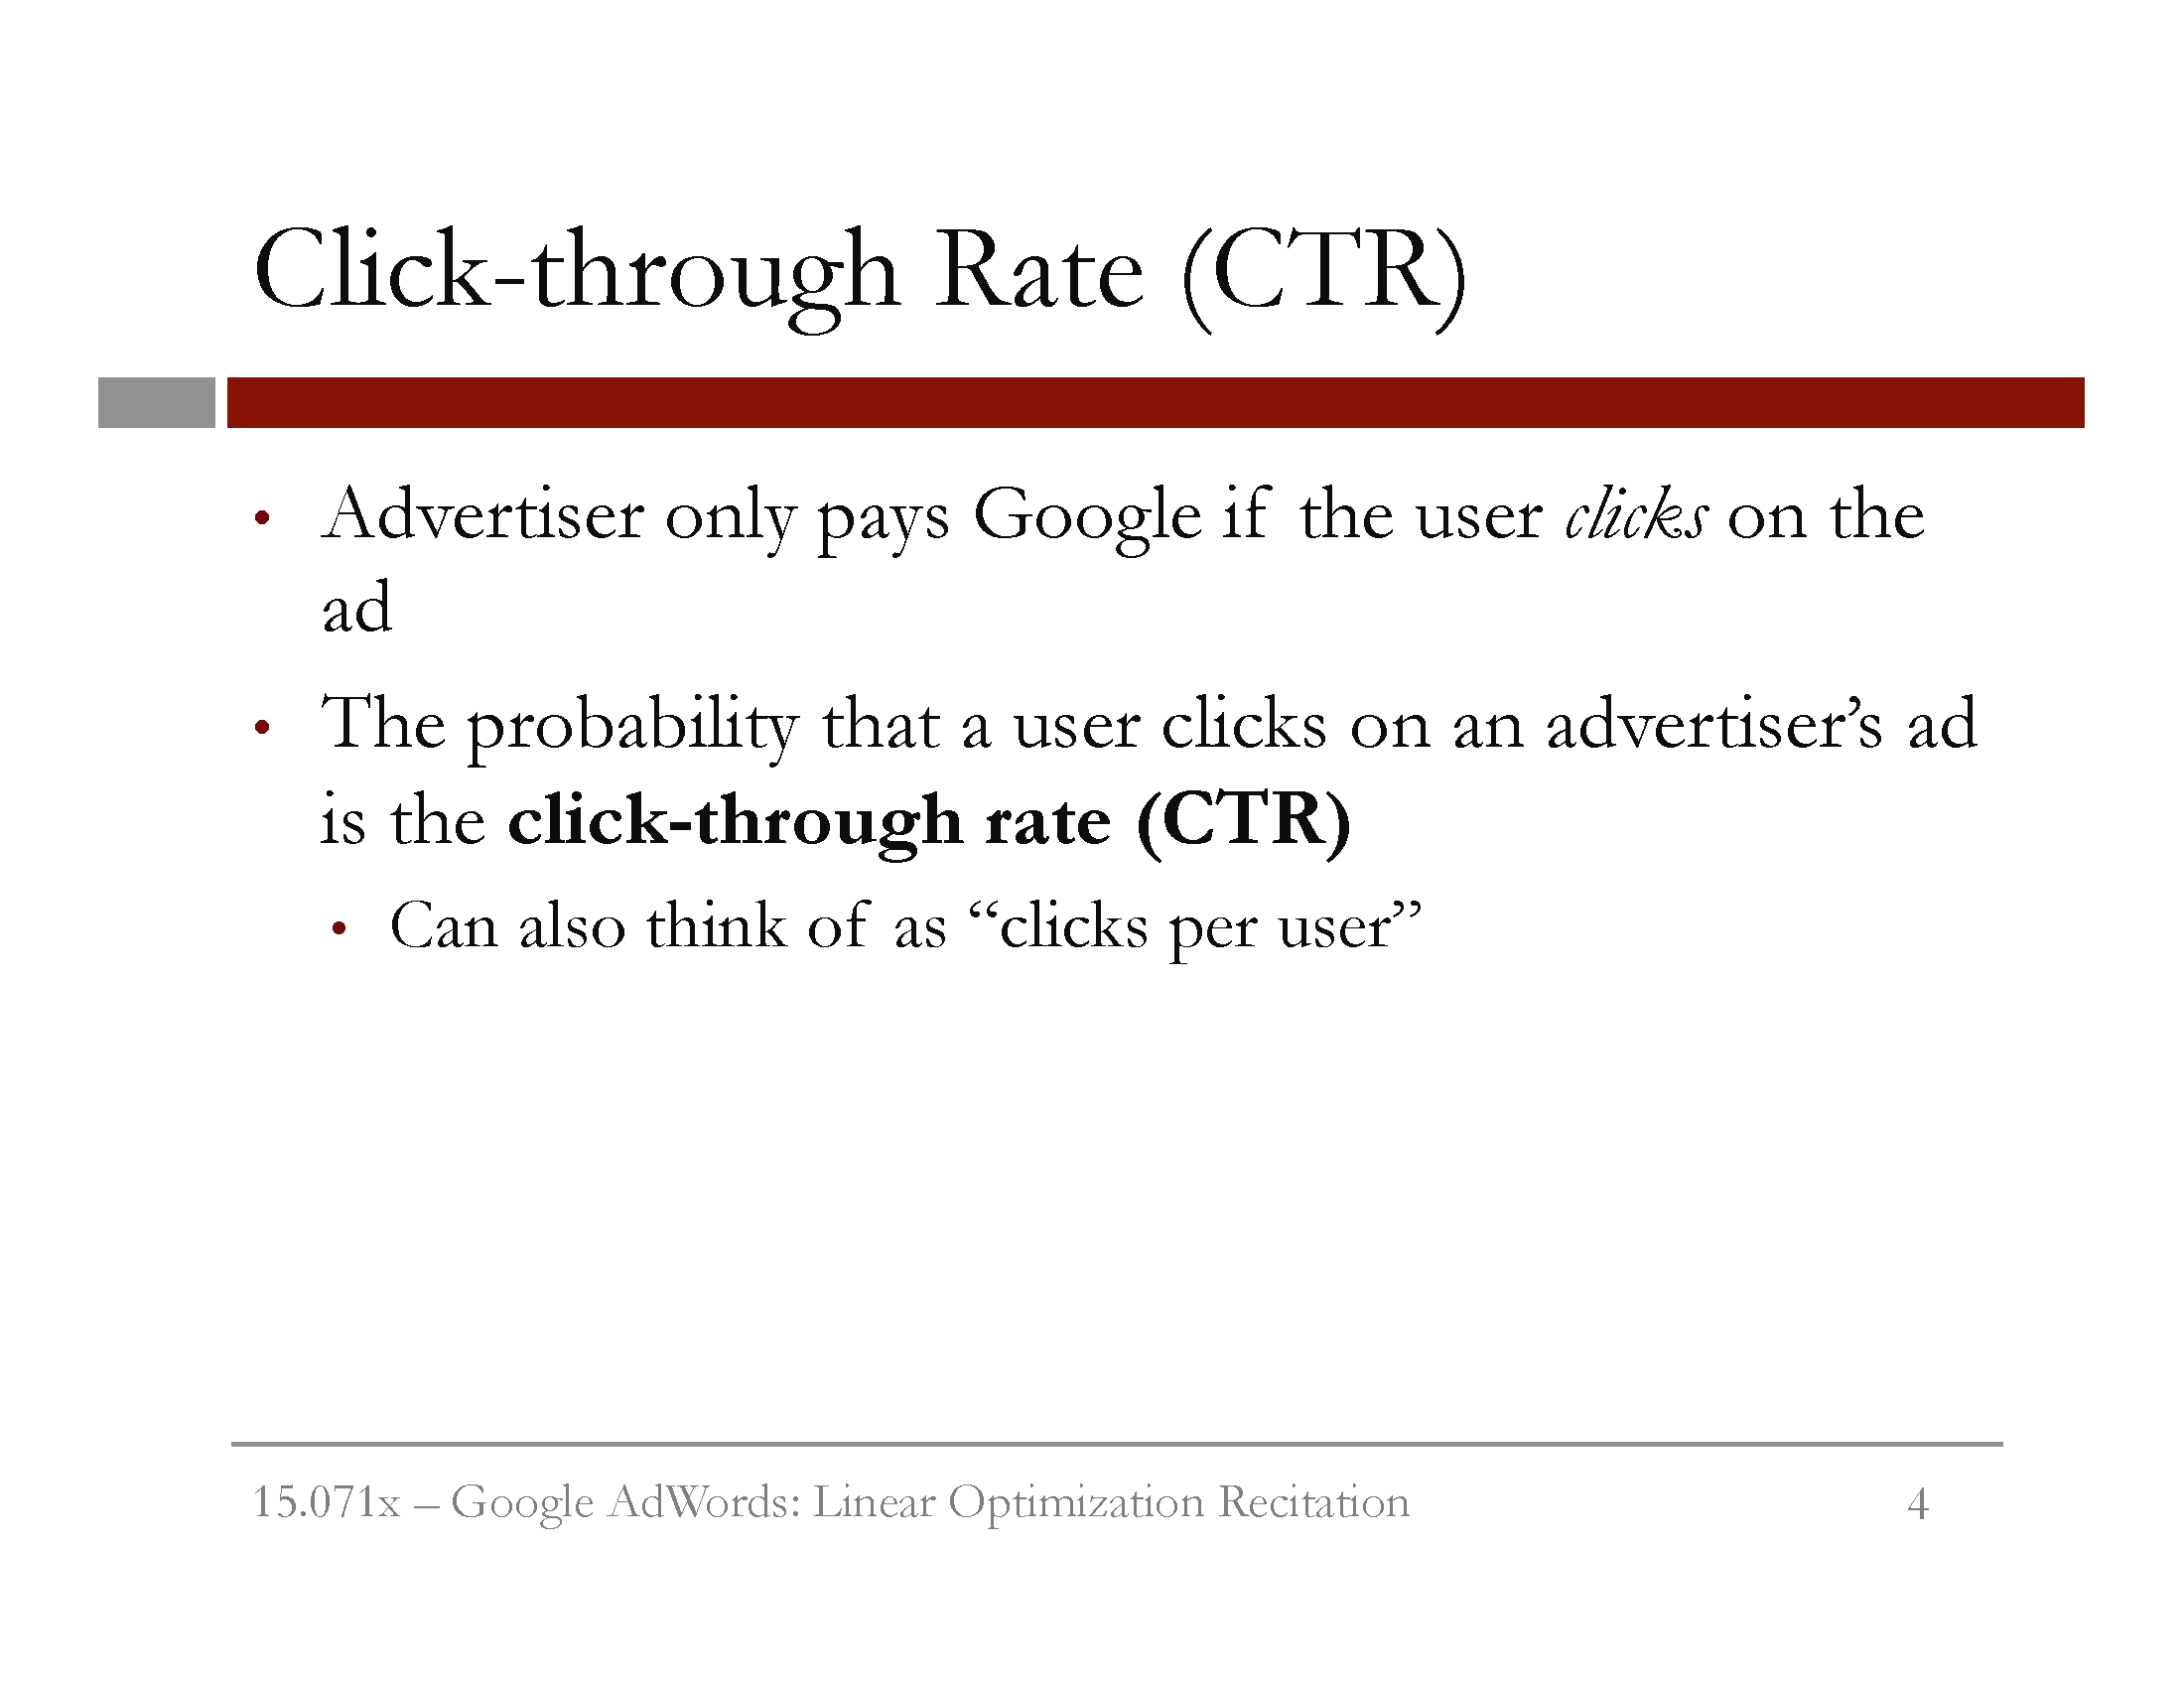 Click-through Rate (CTR)
• Advertiser only pays Google if the user clicks on the
ad
• The probability that a user clicks on an advertiser’s ad
is the click-through rate (CTR)
• Can also think of as “clicks per user”
15.071x – Google AdWords: Linear Optimization Recitation 4